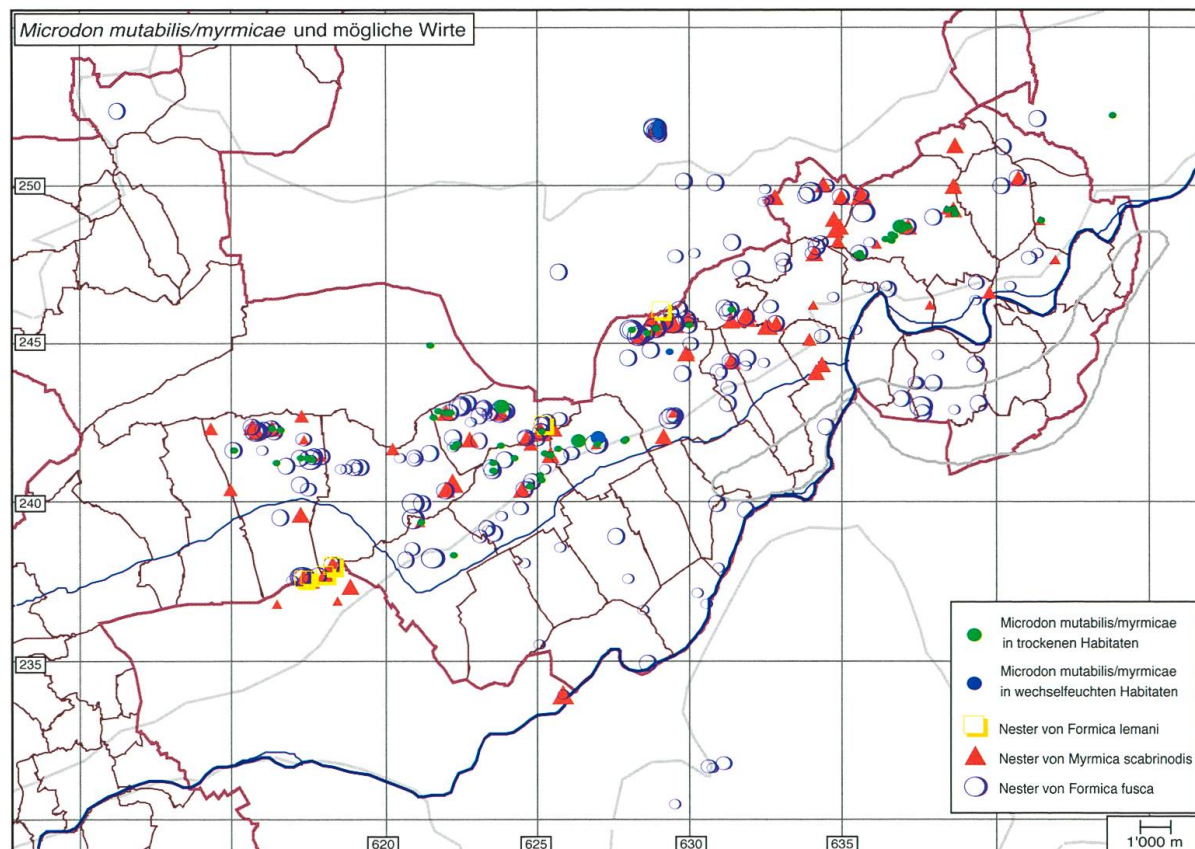 Microdon mutabilis/myrmicae und mögliche Wirte
250
245
240
235
Microdon mutabilis/myrmicae
in trockenen Habitaten
Microdon mutabilis/myrmicae
in wechselfeuchten Habitaten
Nester von Formica lemani
Nester von Myrmica scabrinodis
Nester von Formica fusca
620
625
630
635
1'000 m